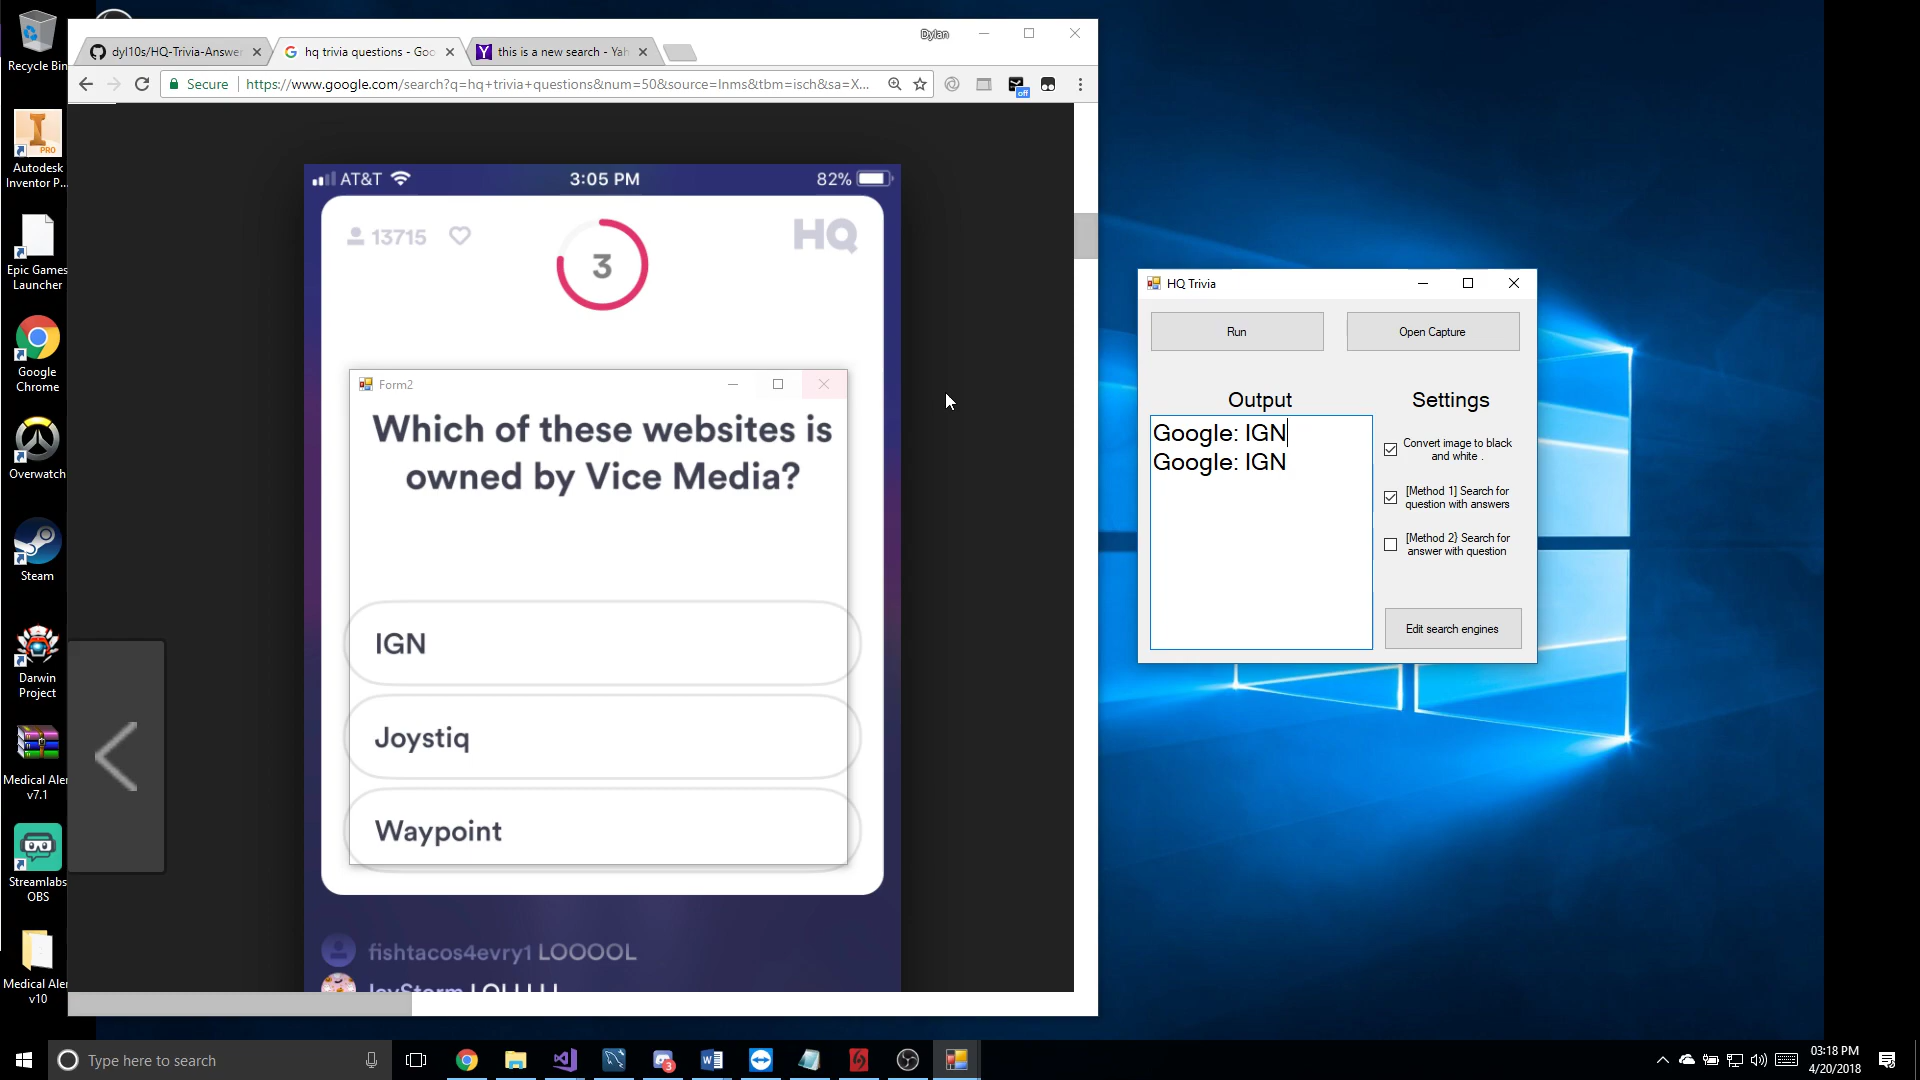 Recycle Bin
Autodesk
Inventor P...
Epic Games
Launcher
Google
Chrome
Overwatch
Steam
Darwin
Project
Medical Aler
v7.1
Streamlabs
OBS
Medical Aler
v10
dyl10s/HQ-Trivia-Answer
hq trivia questions - Goo
this is a new search - Yah
Dylan
Secure
https://www.google.com/search?q=hq+trivia+questions&num=50&source=lnms&tbm=isch&sa=X...
off
AT&T
3:05 PM
82%
13715
3
HQ
Form2
Which of these websites is
owned by Vice Media?
IGN
Joystiq
Waypoint
fishtacos4evry1 LOOOOL
HQ Trivia
Run
Open Capture
Output
Google: IGN
Google: IGN
Settings
Convert image to black
and white .
[Method 1] Search for
question with answers
[Method 2} Search for
answer with question
Edit search engines
Type here to search
3
03:18 PM
4/20/2018